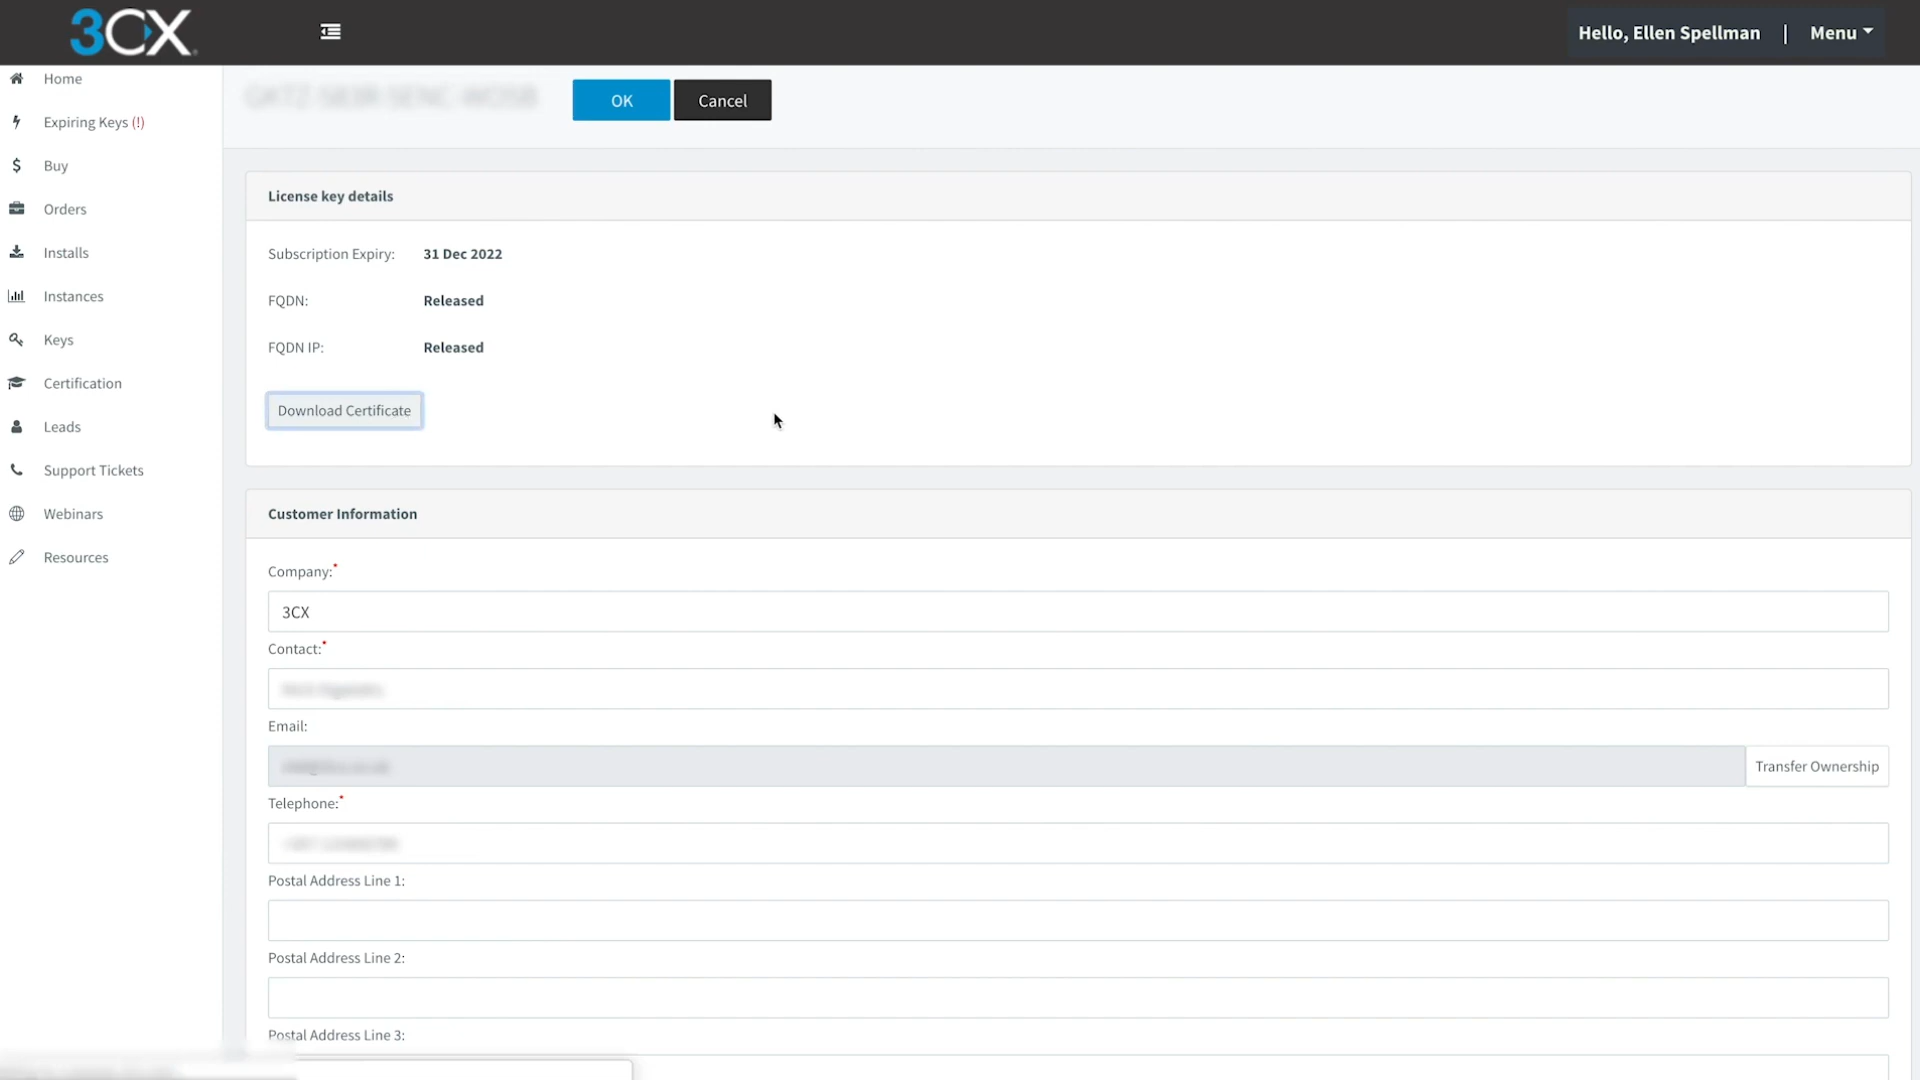 3CX
Hello, Ellen Spellman | Menu
Home
Expiring Keys (!)
Buy
Orders
Installs
Instances
Keys
Certification
Leads
Support Tickets
Webinars
Resources
OK
Cancel
License key details
Subscription Expiry: 31 Dec 2022
FQDN: Released
FQDN IP: Released
Download Certificate
Customer Information
Company:*
3CX
Contact:*
Email:
Transfer Ownership
Telephone:*
Postal Address Line 1:
Postal Address Line 2:
Postal Address Line 3: